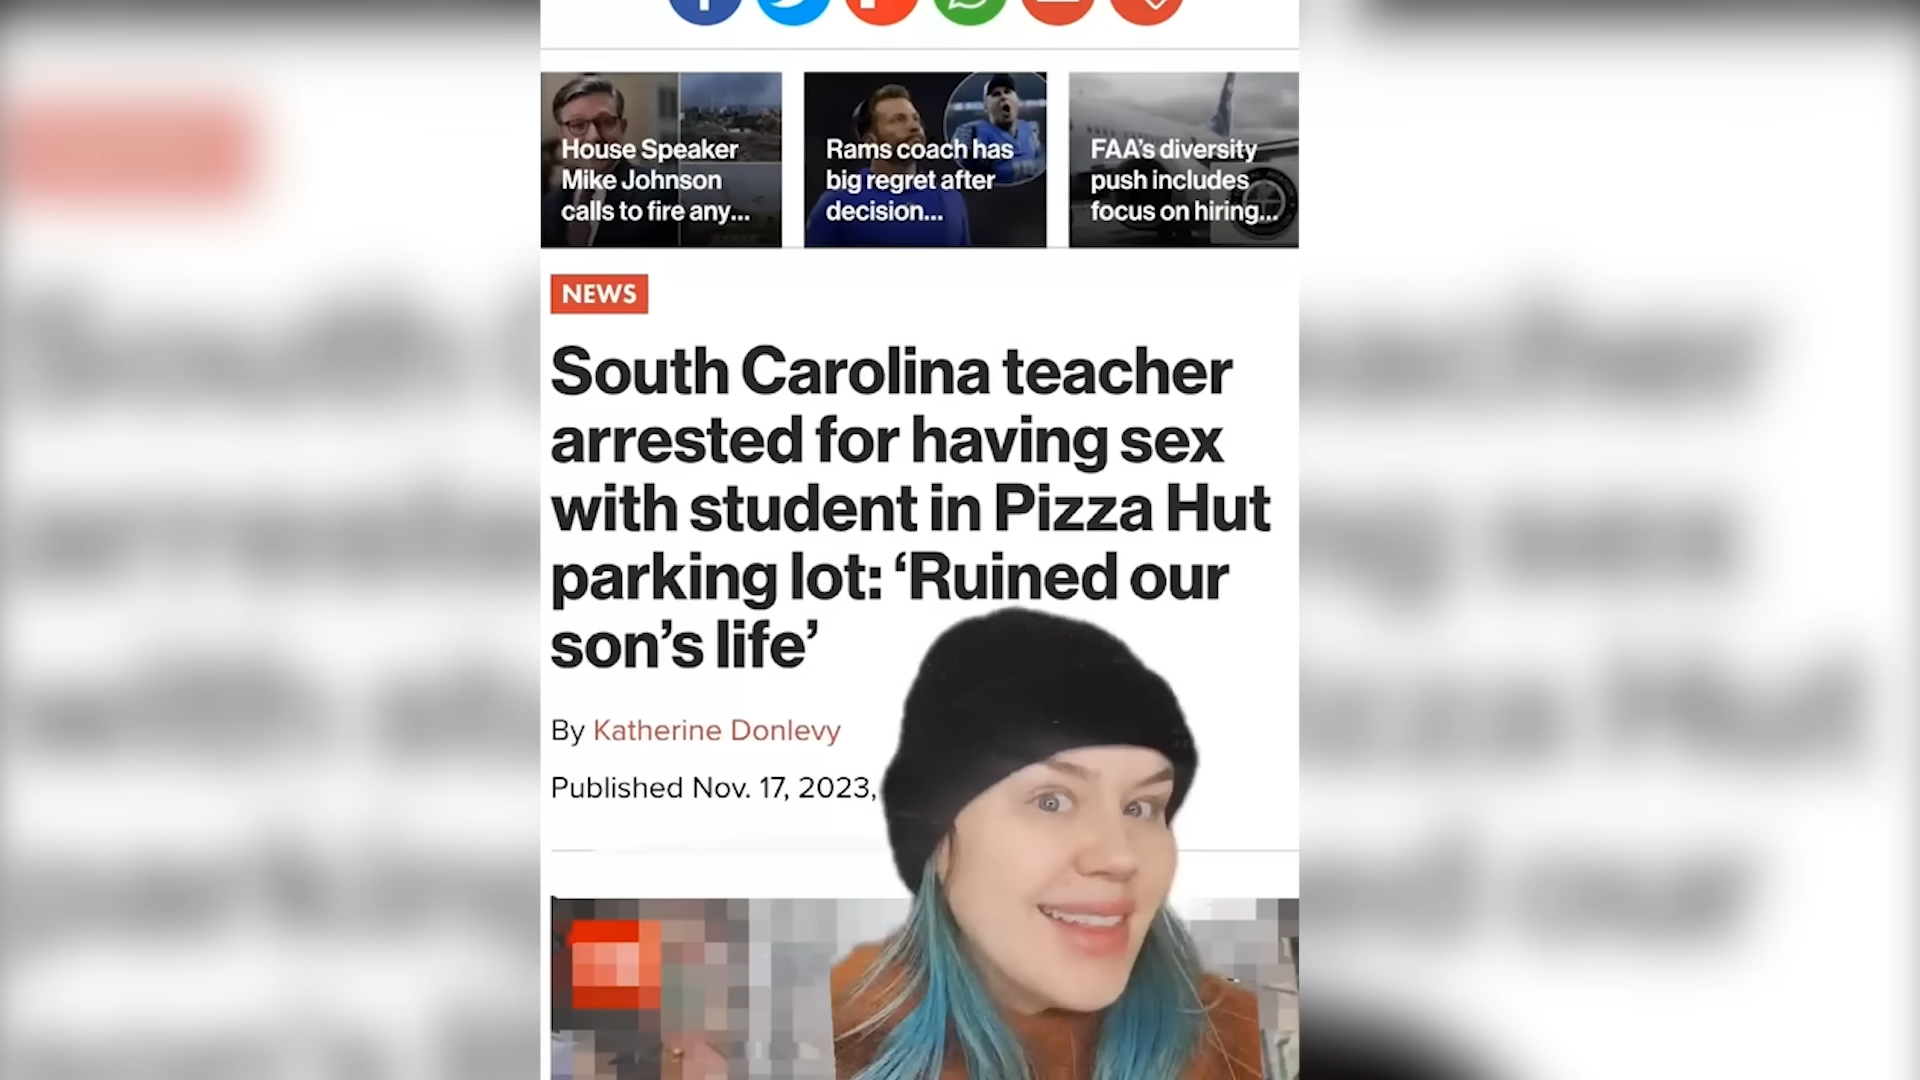 House Speaker
Mike Johnson
calls to fire any...
Rams coach has
big regret after
decision...
FAA's diversity
push includes
focus on hiring...
NEWS
South Carolina teacher
arrested for having sex
with student in Pizza Hut
parking lot: ‘Ruined our
son’s life’
By Katherine Donlevy
Published Nov. 17, 2023,